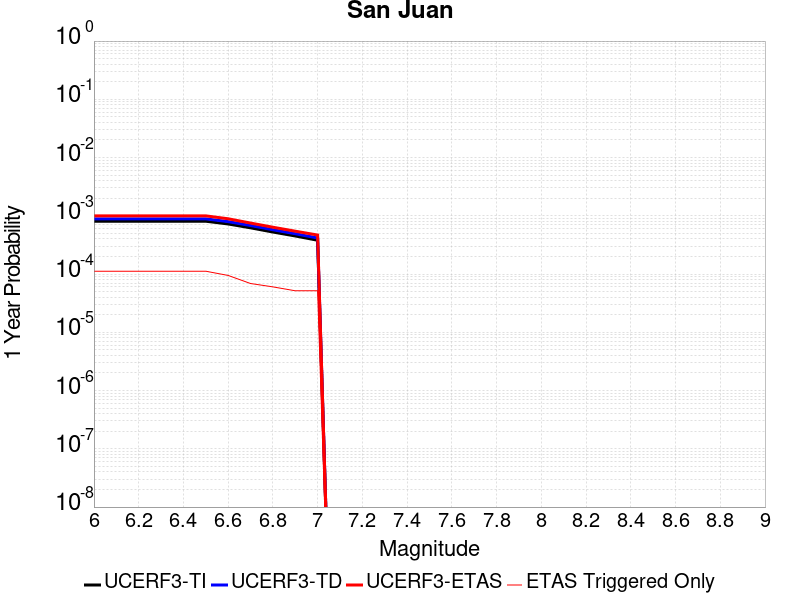 San Juan
10^0
10^-1
10^-2
10^-3
10^-4
10^-5
10^-6
10^-7
10^-8
1 Year Probability
6 6.2 6.4 6.6 6.8 7 7.2 7.4 7.6 7.8 8 8.2 8.4 8.6 8.8 9
Magnitude
UCERF3-TI UCERF3-TD UCERF3-ETAS ETAS Triggered Only